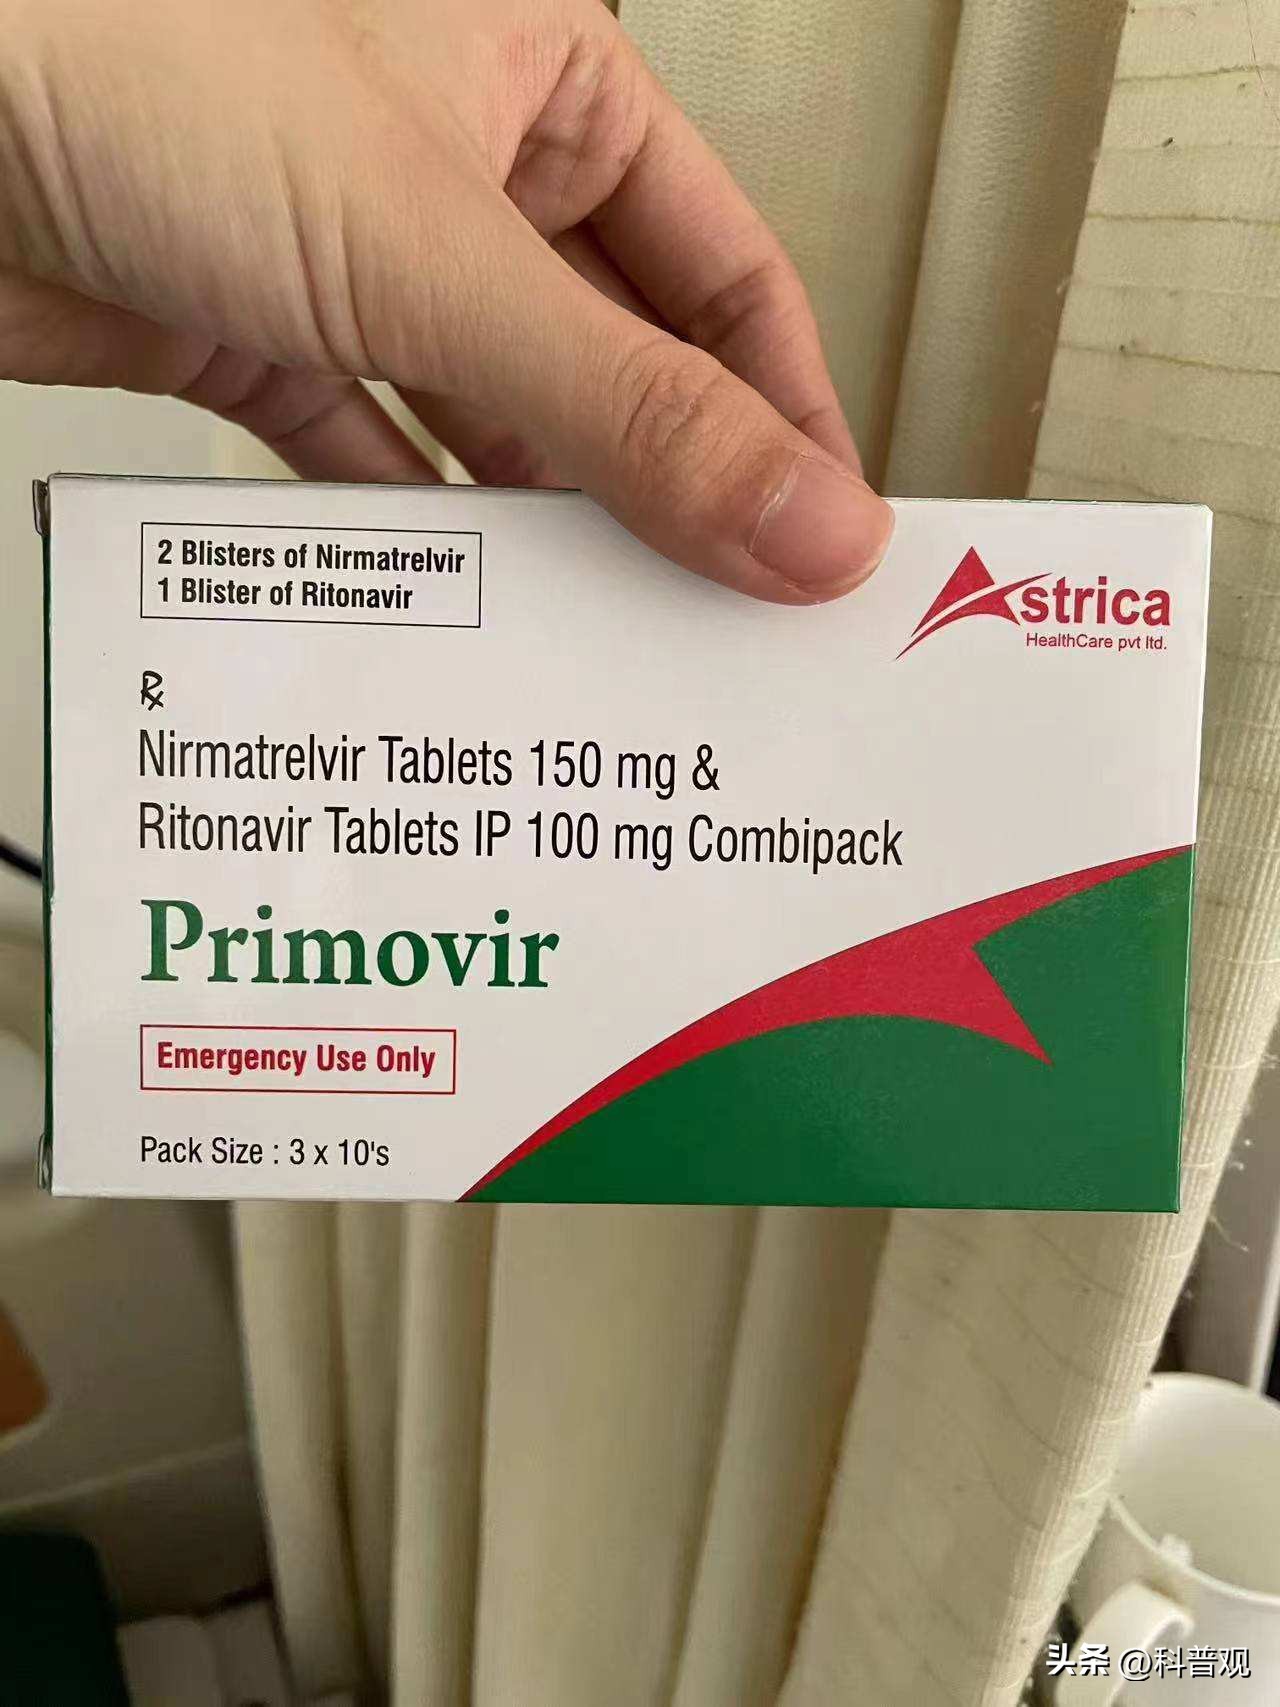 2 Blisters of Nirmatrelvir
1 Blister of Ritonavir
Astrica
HealthCare pvt ltd.
℞
Nirmatrelvir Tablets 150 mg &
Ritonavir Tablets IP 100 mg Combipack
Primovir
Emergency Use Only
Pack Size : 3 x 10's
头条 @科普观